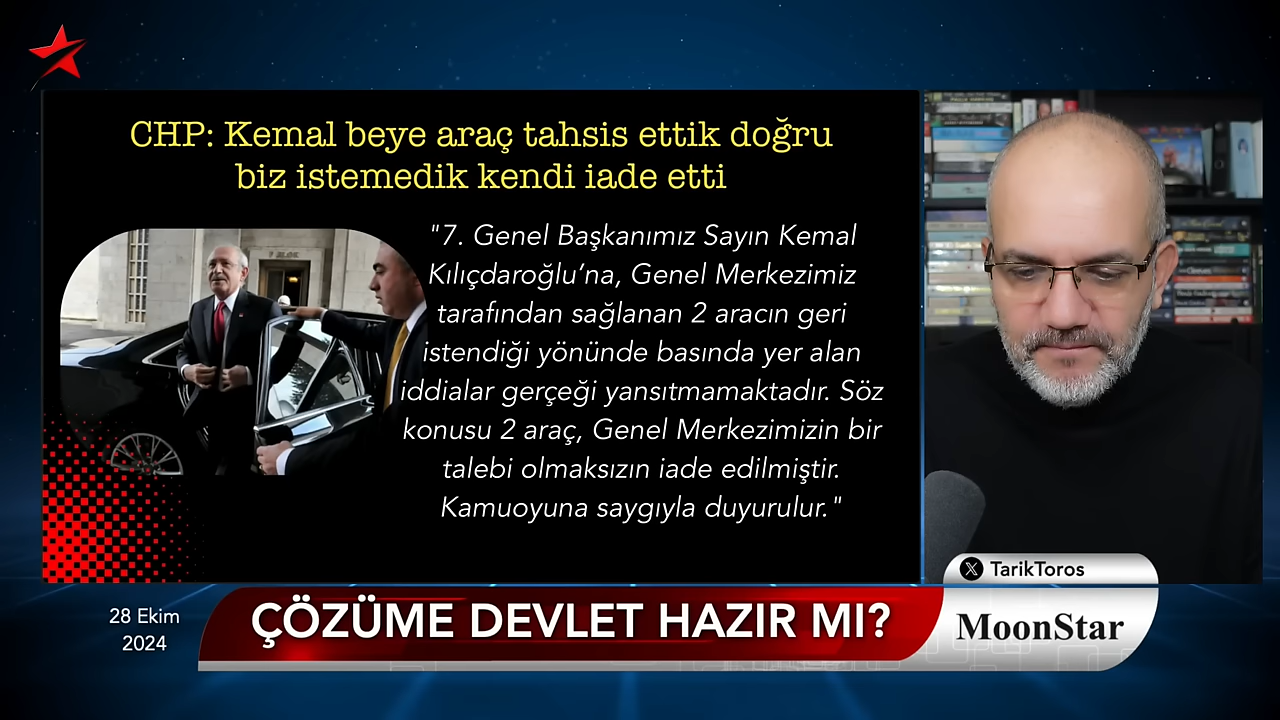 CHP: Kemal beye araç tahsis ettik doğru
biz istemedik kendi iade etti
"7. Genel Başkanımız Sayın Kemal
Kılıçdaroğlu’na, Genel Merkezimiz
tarafından sağlanan 2 aracın geri
istendiği yönünde basında yer alan
iddialar gerçeği yansıtmamaktadır. Söz
konusu 2 araç, Genel Merkezimizin bir
talebi olmaksızın iade edilmiştir.
Kamuoyuna saygıyla duyurulur."
X TarikToros
28 Ekim
2024
ÇÖZÜME DEVLET HAZIR MI?
MoonStar